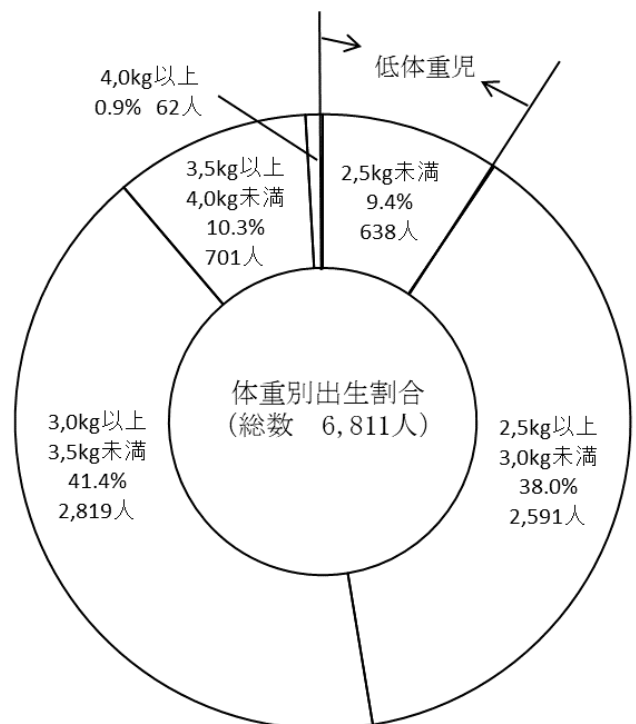 低体重児
4,0kg以上
0.9% 62人
3,5kg以上
4,0kg未満
10.3%
701人
2,5kg未満
9.4%
638人
体重別出生割合
(総数　6,811人)
3,0kg以上
3,5kg未満
41.4%
2,819人
2,5kg以上
3,0kg未満
38.0%
2,591人